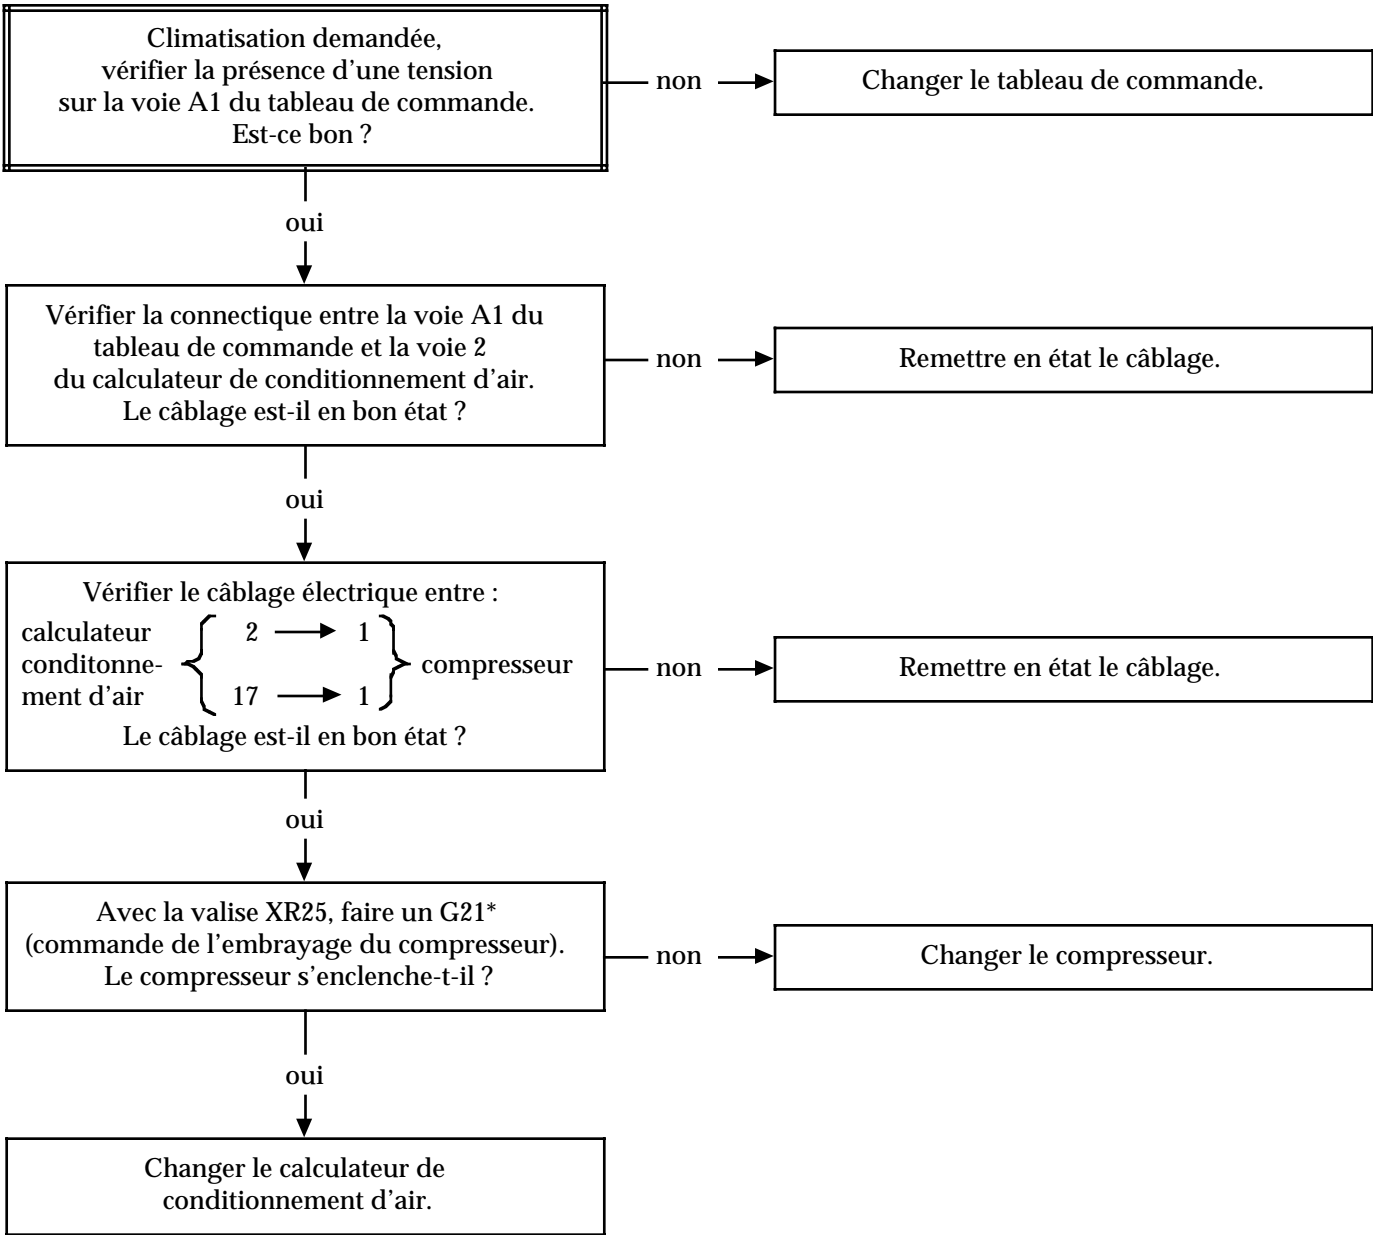 Climatisation demandée,
vérifier la présence d'une tension
sur la voie A1 du tableau de commande.
Est-ce bon ?
non
Changer le tableau de commande.
oui
Vérifier la connectique entre la voie A1 du
tableau de commande et la voie 2
du calculateur de conditionnement d'air.
Le câblage est-il en bon état ?
non
Remettre en état le câblage.
oui
Vérifier le câblage électrique entre :
calculateur
conditonne-
ment d'air
2 1
17 1
compresseur
Le câblage est-il en bon état ?
non
Remettre en état le câblage.
oui
Avec la valise XR25, faire un G21*
(commande de l'embrayage du compresseur).
Le compresseur s'enclenche-t-il ?
non
Changer le compresseur.
oui
Changer le calculateur de
conditionnement d'air.